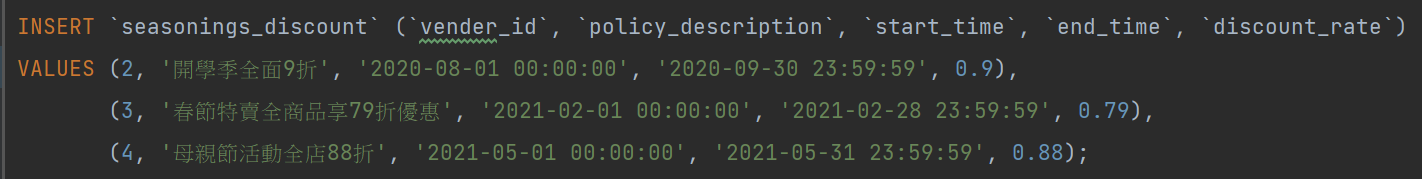 INSERT `seasonings_discount` (`vender_id`, `policy_description`, `start_time`, `end_time`, `discount_rate`)
VALUES (2, '開學季全面9折', '2020-08-01 00:00:00', '2020-09-30 23:59:59', 0.9),
(3, '春節特賣全商品享79折優惠', '2021-02-01 00:00:00', '2021-02-28 23:59:59', 0.79),
(4, '母親節活動全店88折', '2021-05-01 00:00:00', '2021-05-31 23:59:59', 0.88);